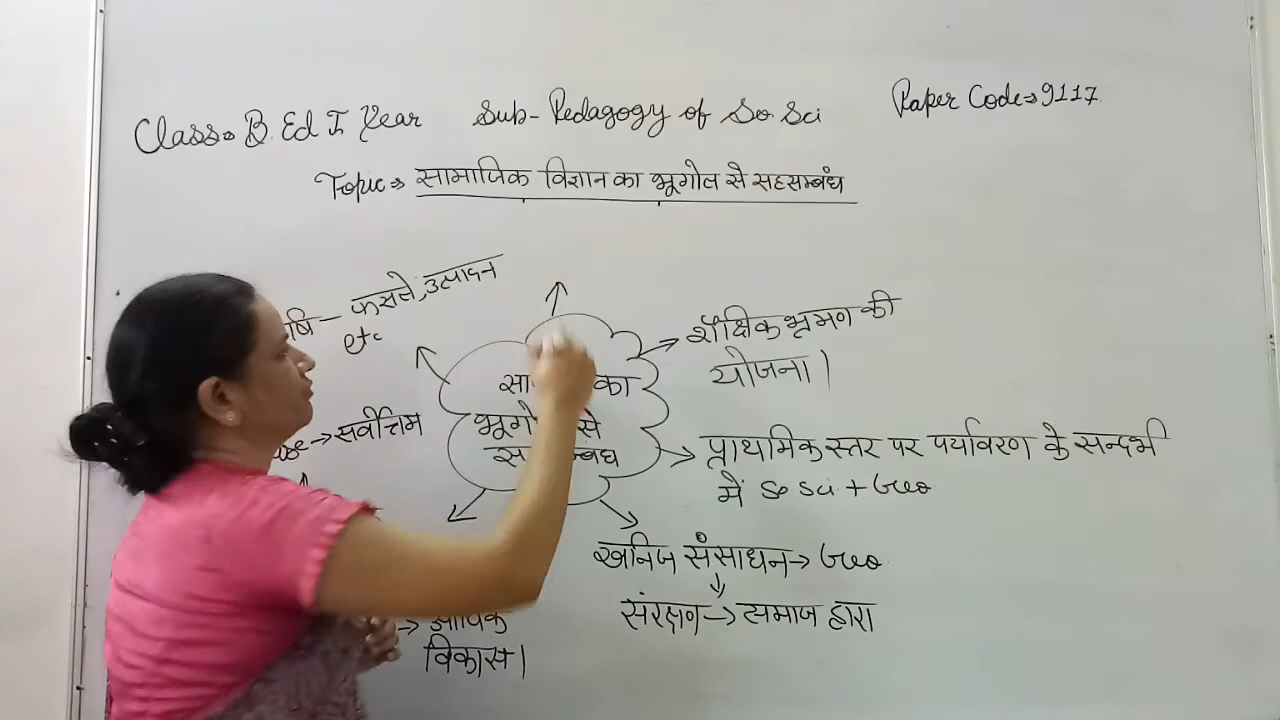 Class⇒ B.Ed I Year Sub- Pedagogy of So Sci Paper Code⇒9117
Topic⇒ सामाजिक विज्ञान का भूगोल से सहसम्बंध
फसले, उत्पादन
etc
→ सर्वोत्तम
का
से
शैक्षिक भ्रमण की
योजना।
प्राथमिक स्तर पर पर्यावरण के सन्दर्भ
में So Sci + Geo
खनिज संसाधन → Geo
संरक्षण → समाज द्वारा
विकास।